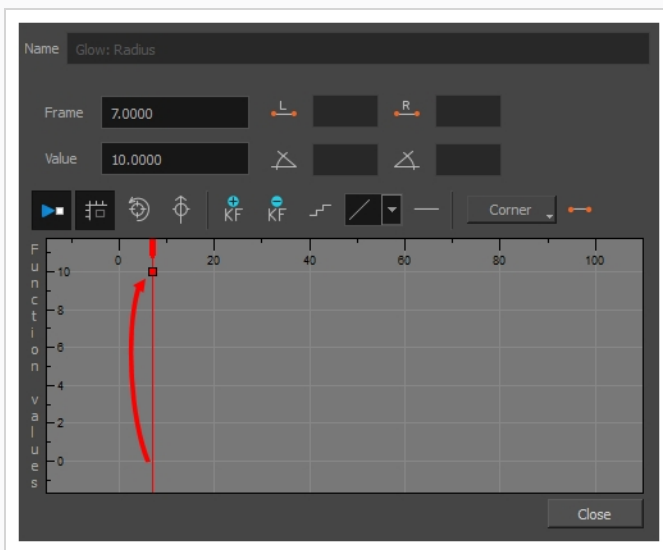 Name Glow: Radius
Frame 7.0000 L R
Value 10.0000
KF KF Corner
0 20 40 60 80 100
10
8
6
4
2
0
Function values
Close